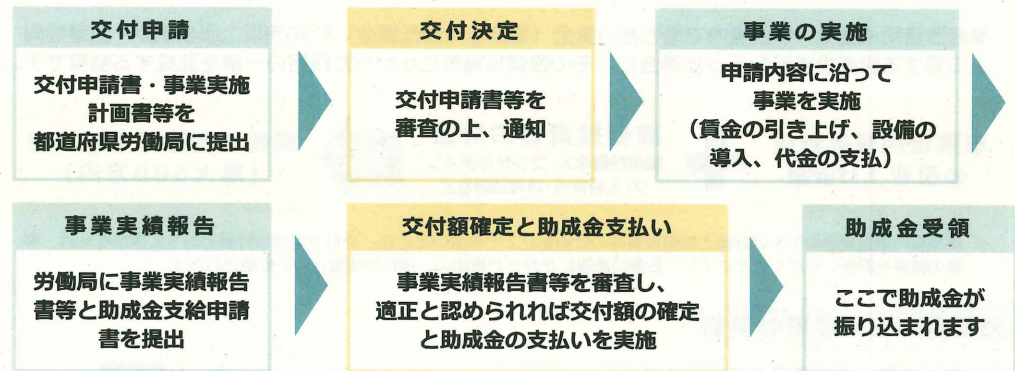 交付申請
交付申請書・事業実施
計画書等を
都道府県労働局に提出
交付決定
交付申請書等を
審査の上、通知
事業の実施
申請内容に沿って
事業を実施
(賃金の引き上げ、設備の
導入、代金の支払)
事業実績報告
労働局に事業実績報告
書等と助成金支給申請
書を提出
交付額確定と助成金支払い
事業実績報告書等を審査し、
適正と認められれば交付額の確定
と助成金の支払いを実施
助成金受領
ここで助成金が
振り込まれます